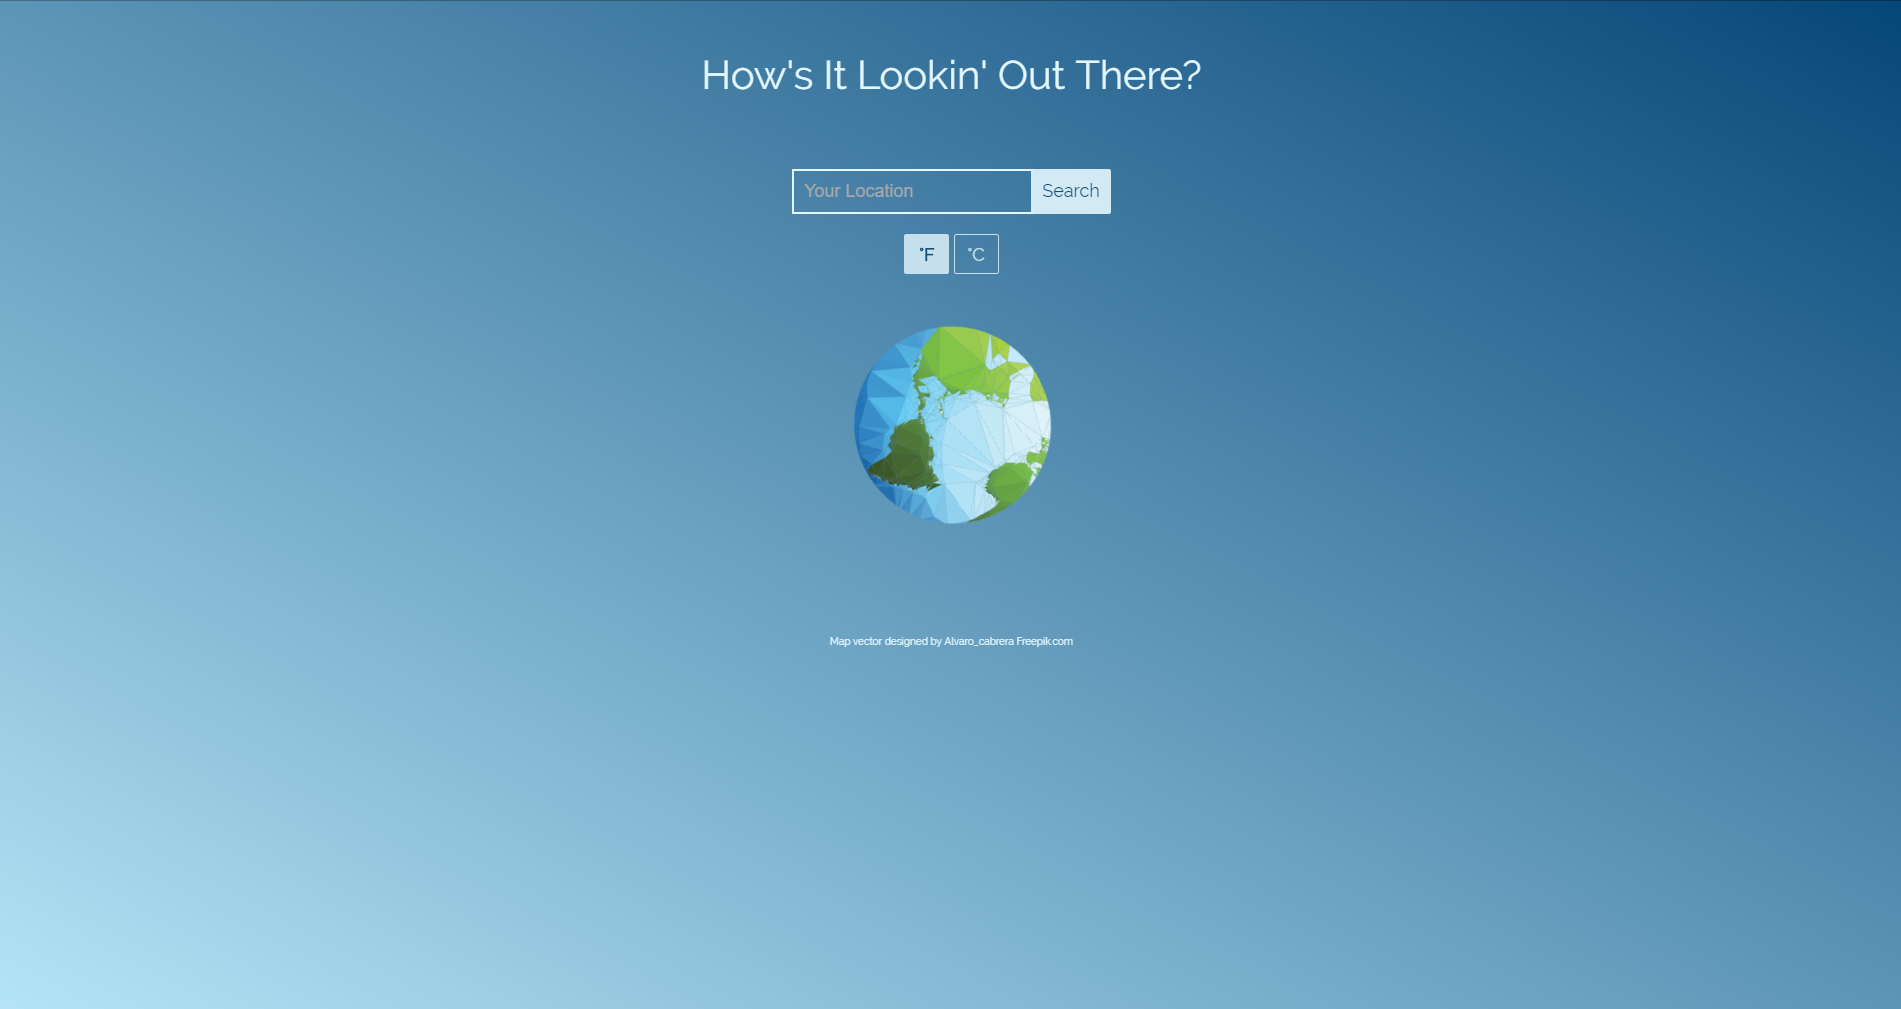 How's It Lookin' Out There?
Your Location
Search
°F
°C
Map vector designed by Alvaro_cabrera Freepik.com